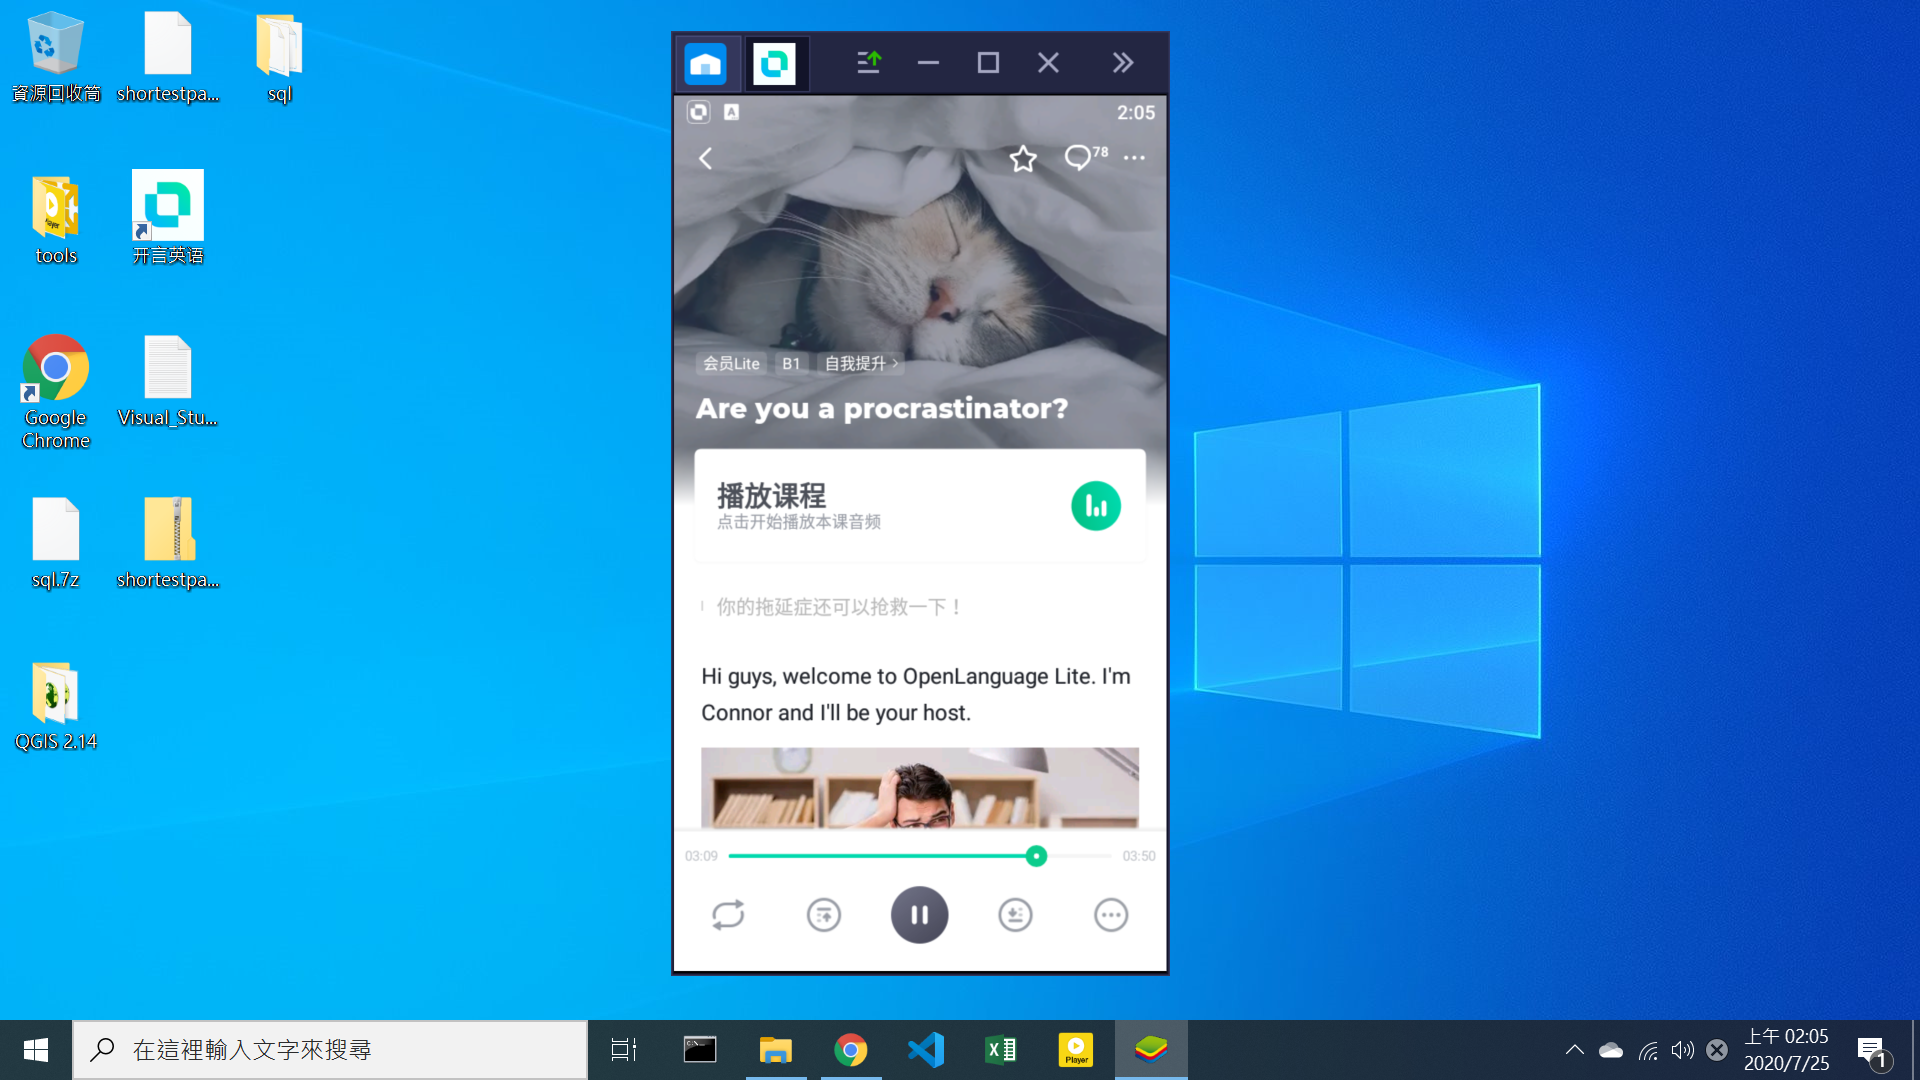 資源回收筒
shortestpa...
sql
tools
Player
开言英语
Google
Chrome
Visual_Stu...
sql.7z
shortestpa...
QGIS 2.14
2:05
78
会员Lite
B1
自我提升 >
Are you a procrastinator?
播放课程
点击开始播放本课音频
你的拖延症还可以抢救一下！
Hi guys, welcome to OpenLanguage Lite. I'm
Connor and I'll be your host.
03:09
03:50
在這裡輸入文字來搜尋
Player
上午 02:05
2020/7/25
1